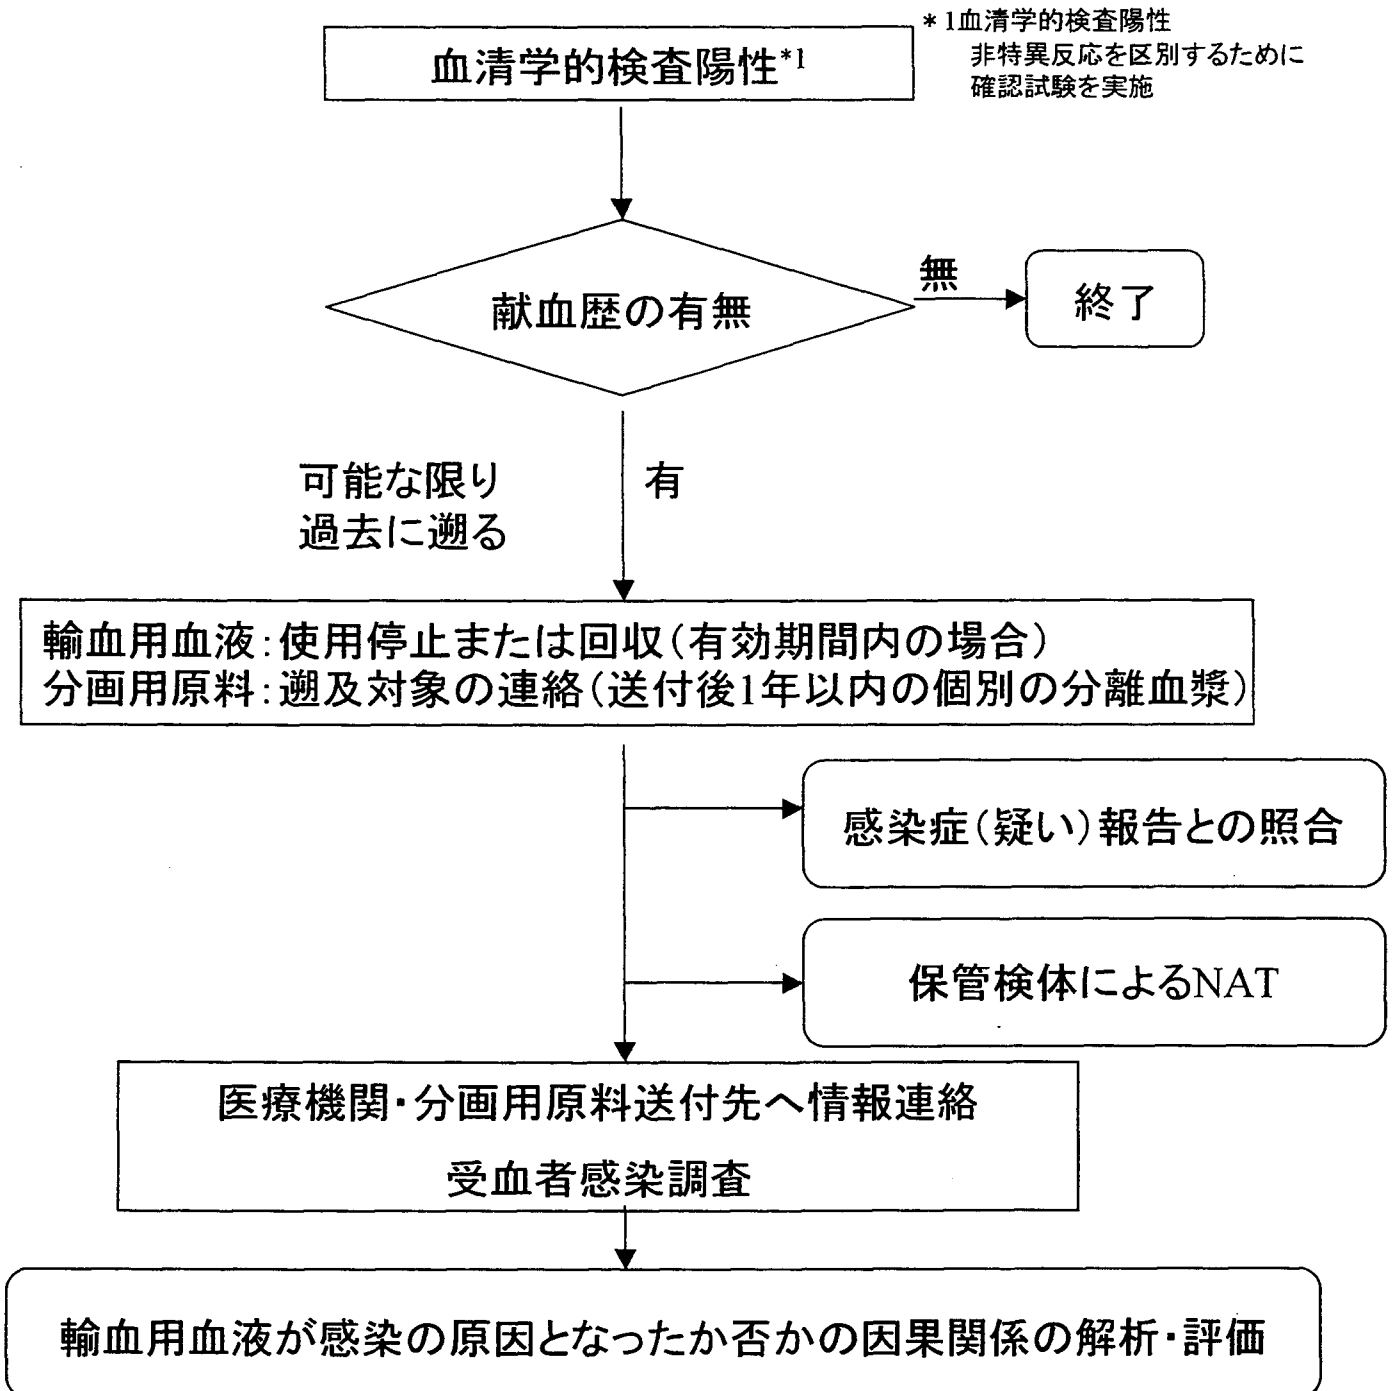 血清学的検査陽性*1
*1血清学的検査陽性
非特異反応を区別するために
確認試験を実施
献血歴の有無
無
終了
可能な限り
過去に遡る
有
輸血用血液:使用停止または回収(有効期間内の場合)
分画用原料:遡及対象の連絡(送付後1年以内の個別の分離血漿)
感染症(疑い)報告との照合
保管検体によるNAT
医療機関・分画用原料送付先へ情報連絡
受血者感染調査
輸血用血液が感染の原因となったか否かの因果関係の解析・評価